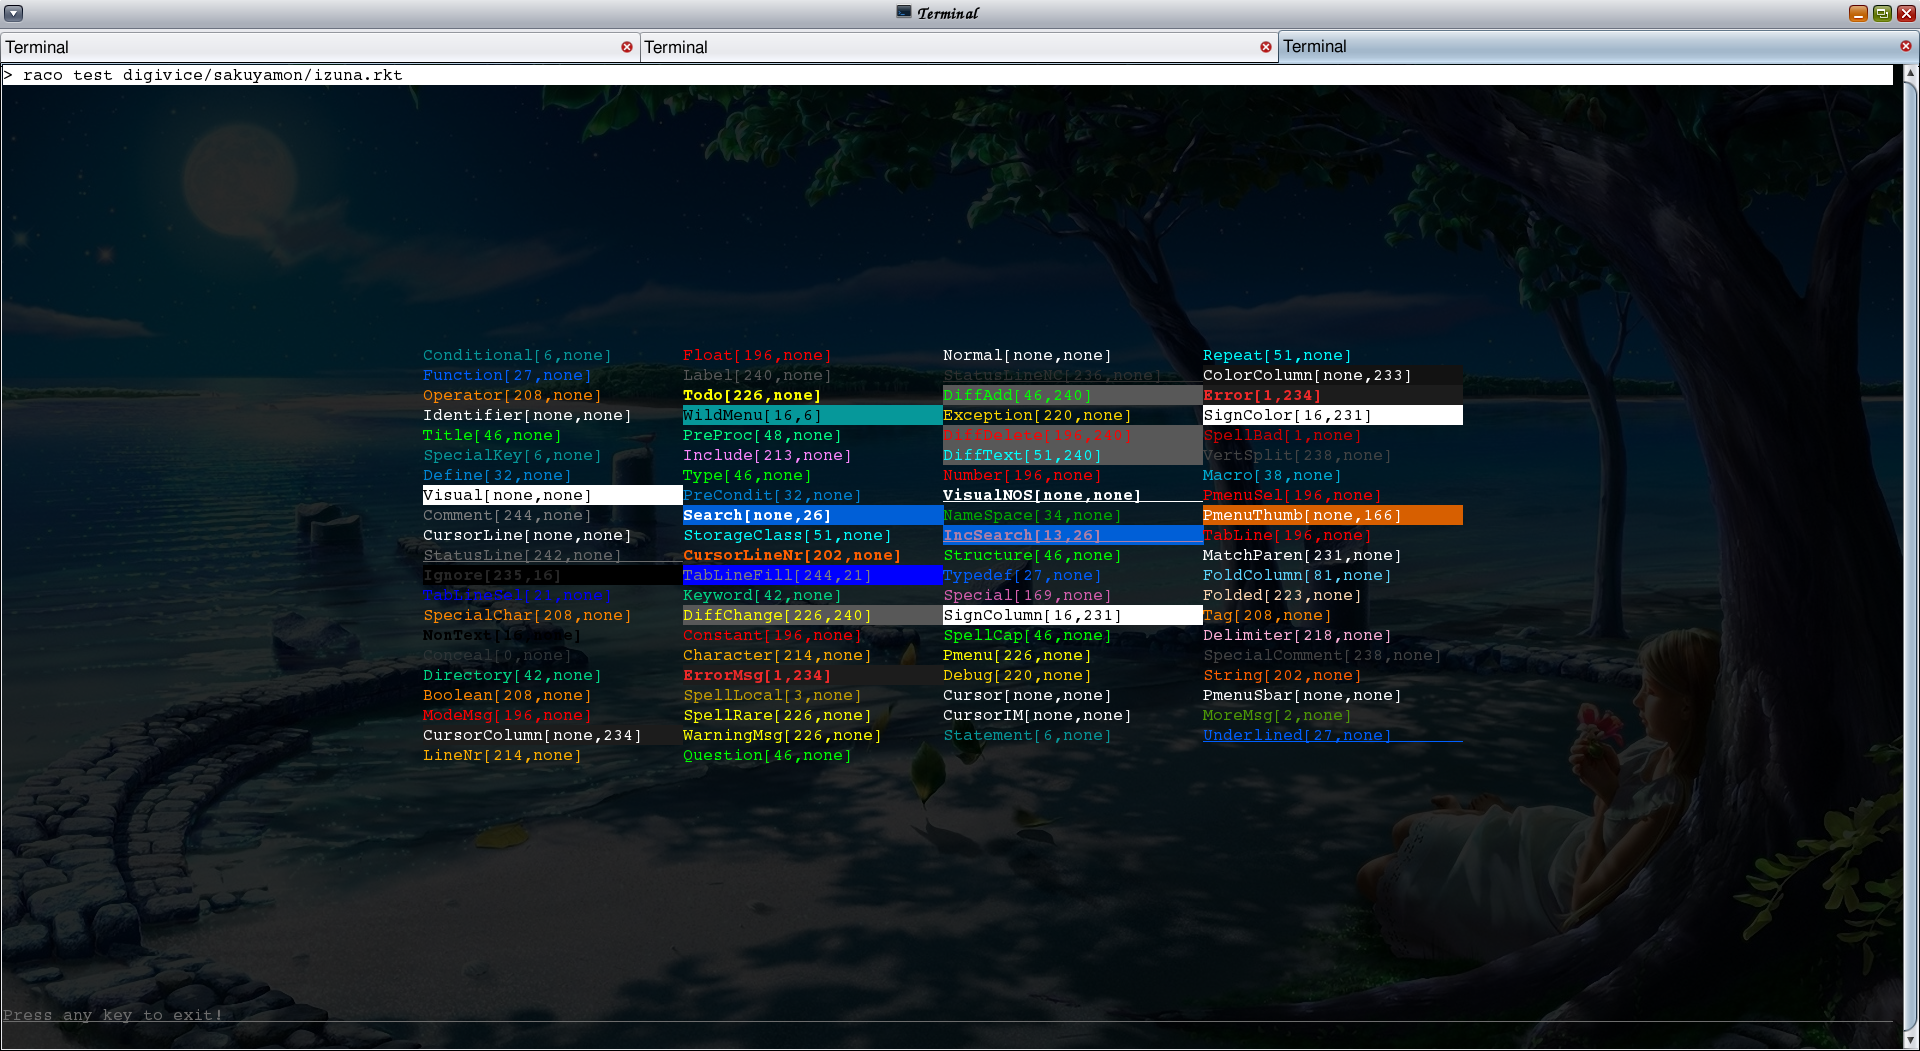 Terminal
Terminal Terminal Terminal
> raco test digivice/sakuyamon/izuna.rkt
Conditional[6,none] Float[196,none] Normal[none,none] Repeat[51,none]
Function[27,none] Label[240,none] StatusLineNC[236,none] ColorColumn[none,233]
Operator[208,none] Todo[226,none] DiffAdd[46,240] Error[1,234]
Identifier[none,none] WildMenu[16,6] Exception[220,none] SignColor[16,231]
Title[46,none] PreProc[48,none] DiffDelete[196,240] SpellBad[1,none]
SpecialKey[6,none] Include[213,none] DiffText[51,240] VertSplit[238,none]
Define[32,none] Type[46,none] Number[196,none] Macro[38,none]
Visual[none,none] PreCondit[32,none] VisualNOS[none,none] PmenuSel[196,none]
Comment[244,none] Search[none,26] NameSpace[34,none] PmenuThumb[none,166]
CursorLine[none,none] StorageClass[51,none] IncSearch[13,26] TabLine[196,none]
StatusLine[242,none] CursorLineNr[202,none] Structure[46,none] MatchParen[231,none]
Ignore[235,16] TabLineFill[244,21] Typedef[27,none] FoldColumn[81,none]
Keyword[42,none] Special[169,none] Folded[223,none]
SpecialChar[208,none] DiffChange[226,240] SignColumn[16,231] Tag[208,none]
NonText[16,none] Constant[196,none] SpellCap[46,none] Delimiter[218,none]
Conceal[0,none] Character[214,none] Pmenu[226,none] SpecialComment[238,none]
Directory[42,none] ErrorMsg[1,234] Debug[220,none] String[202,none]
Boolean[208,none] SpellLocal[3,none] Cursor[none,none] PmenuSbar[none,none]
ModeMsg[196,none] SpellRare[226,none] CursorIM[none,none] MoreMsg[2,none]
CursorColumn[none,234] WarningMsg[226,none] Statement[6,none] Underlined[27,none]
LineNr[214,none] Question[46,none]
Press any key to exit!